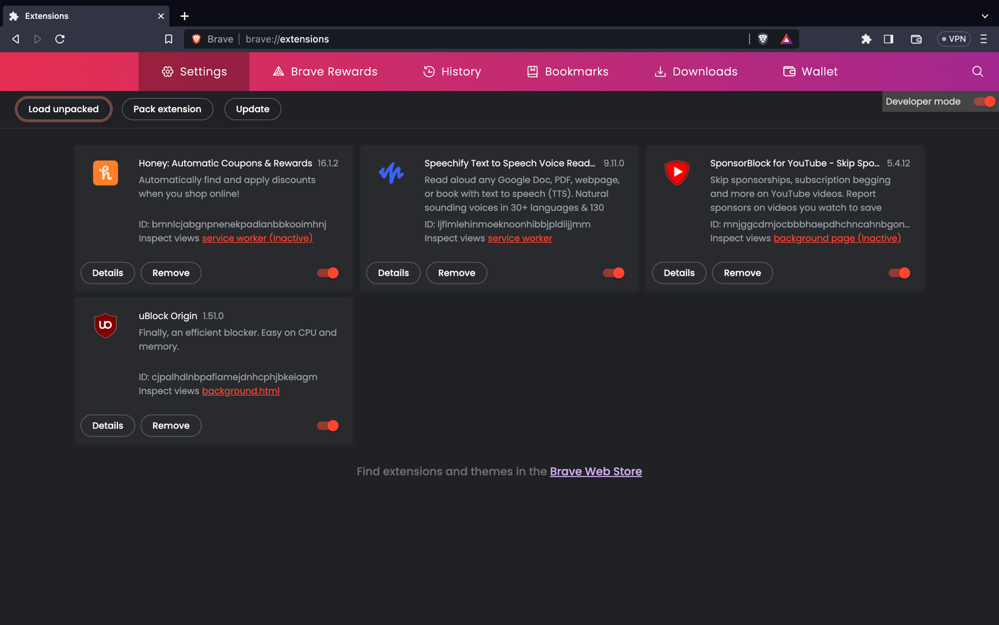 Extensions
Brave
brave://extensions
VPN
Settings
Brave Rewards
History
Bookmarks
Downloads
Wallet
Load unpacked
Pack extension
Update
Developer mode
Honey: Automatic Coupons & Rewards 16.1.2
Automatically find and apply discounts
when you shop online!
ID: bmnlcjabgnpnenekpadlanbbkooimhnj
Inspect views service worker (Inactive)
Details
Remove
Speechify Text to Speech Voice Read... 9.11.0
Read aloud any Google Doc, PDF, webpage,
or book with text to speech (TTS). Natural
sounding voices in 30+ languages & 130
ID: ljflmlehinmoeknoonhibbjpldiijjmm
Inspect views service worker
Details
Remove
SponsorBlock for YouTube - Skip Spo... 5.4.12
Skip sponsorships, subscription begging
and more on YouTube videos. Report
sponsors on videos you watch to save
ID: mnjggcdmjocbbbhaepdhchncahnbgon...
Inspect views background page (Inactive)
Details
Remove
uBlock Origin 1.51.0
Finally, an efficient blocker. Easy on CPU and
memory.
ID: cjpalhdlnbpafiamejdnhcphjbkeiagm
Inspect views background.html
Details
Remove
Find extensions and themes in the Brave Web Store